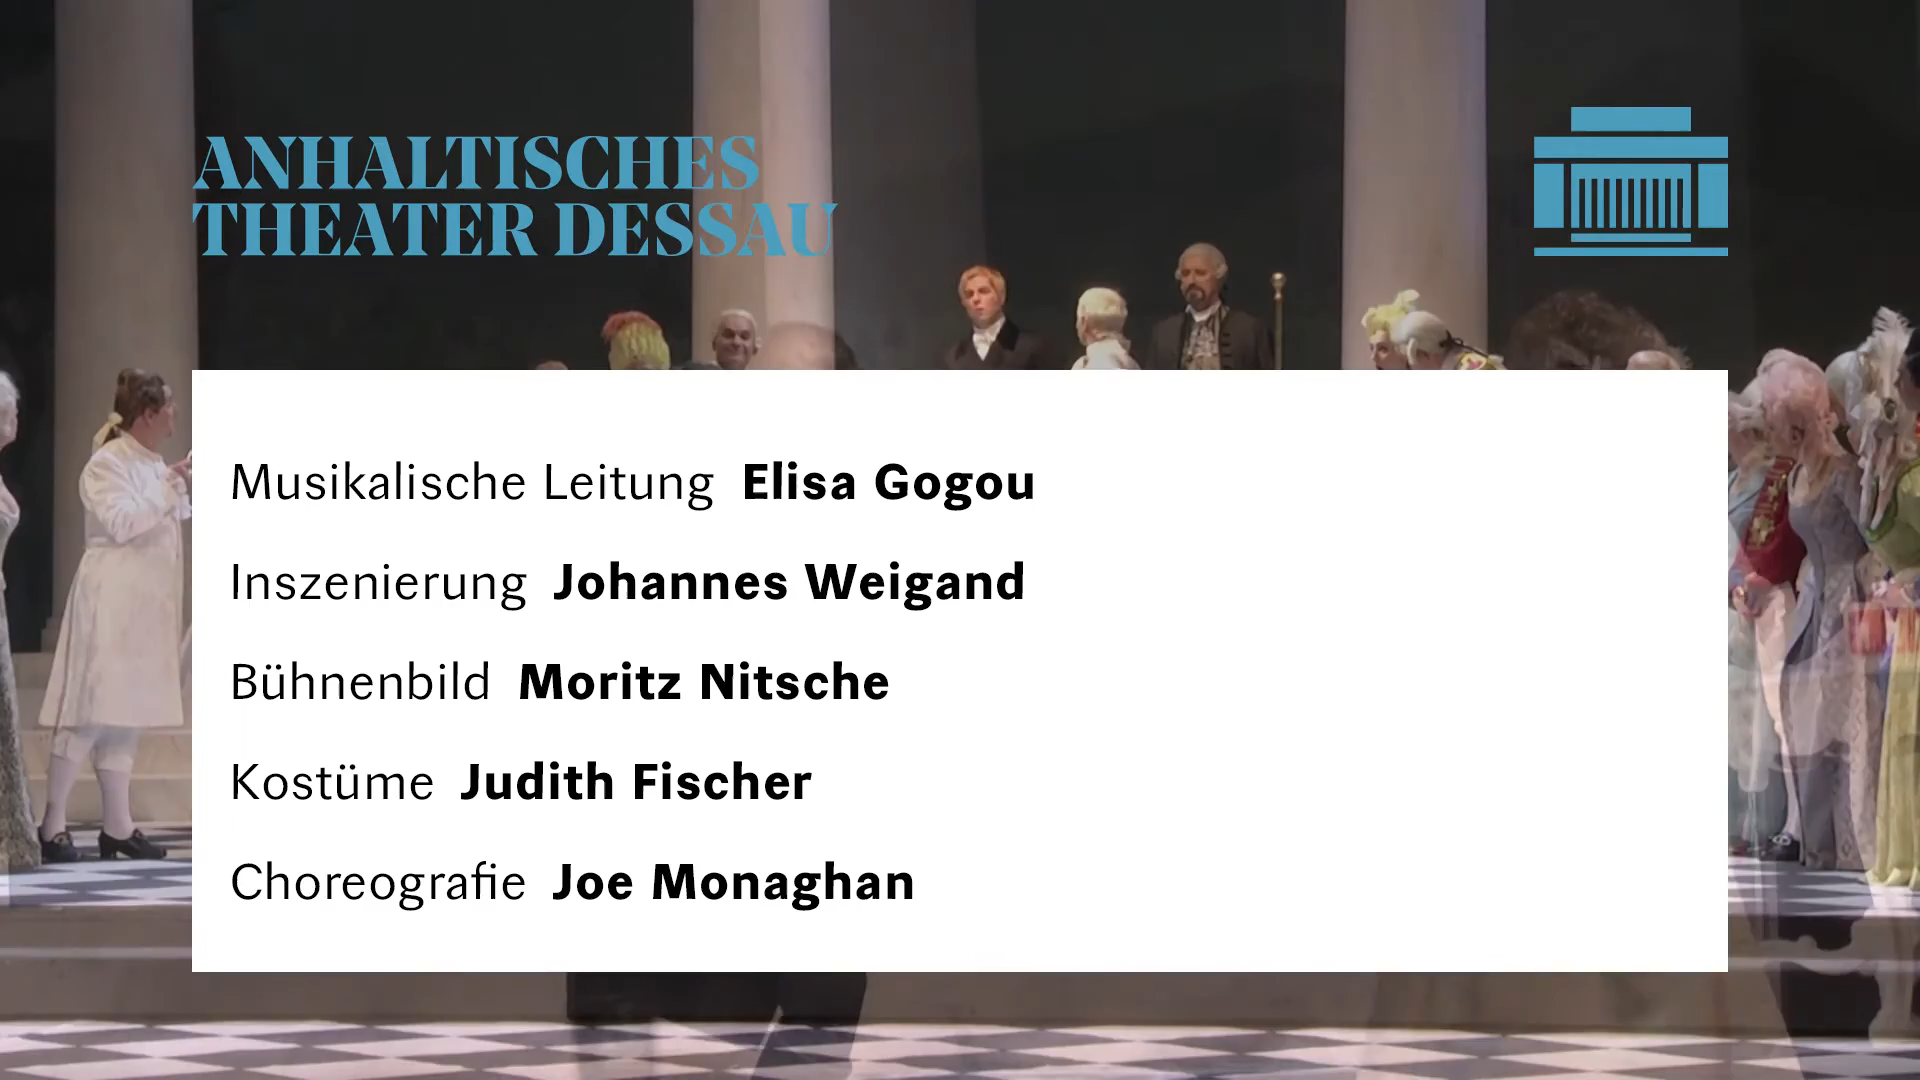 ANHALTISCHES
THEATER DESSAU
Musikalische Leitung Elisa Gogou
Inszenierung Johannes Weigand
Bühnenbild Moritz Nitsche
Kostüme Judith Fischer
Choreografie Joe Monaghan